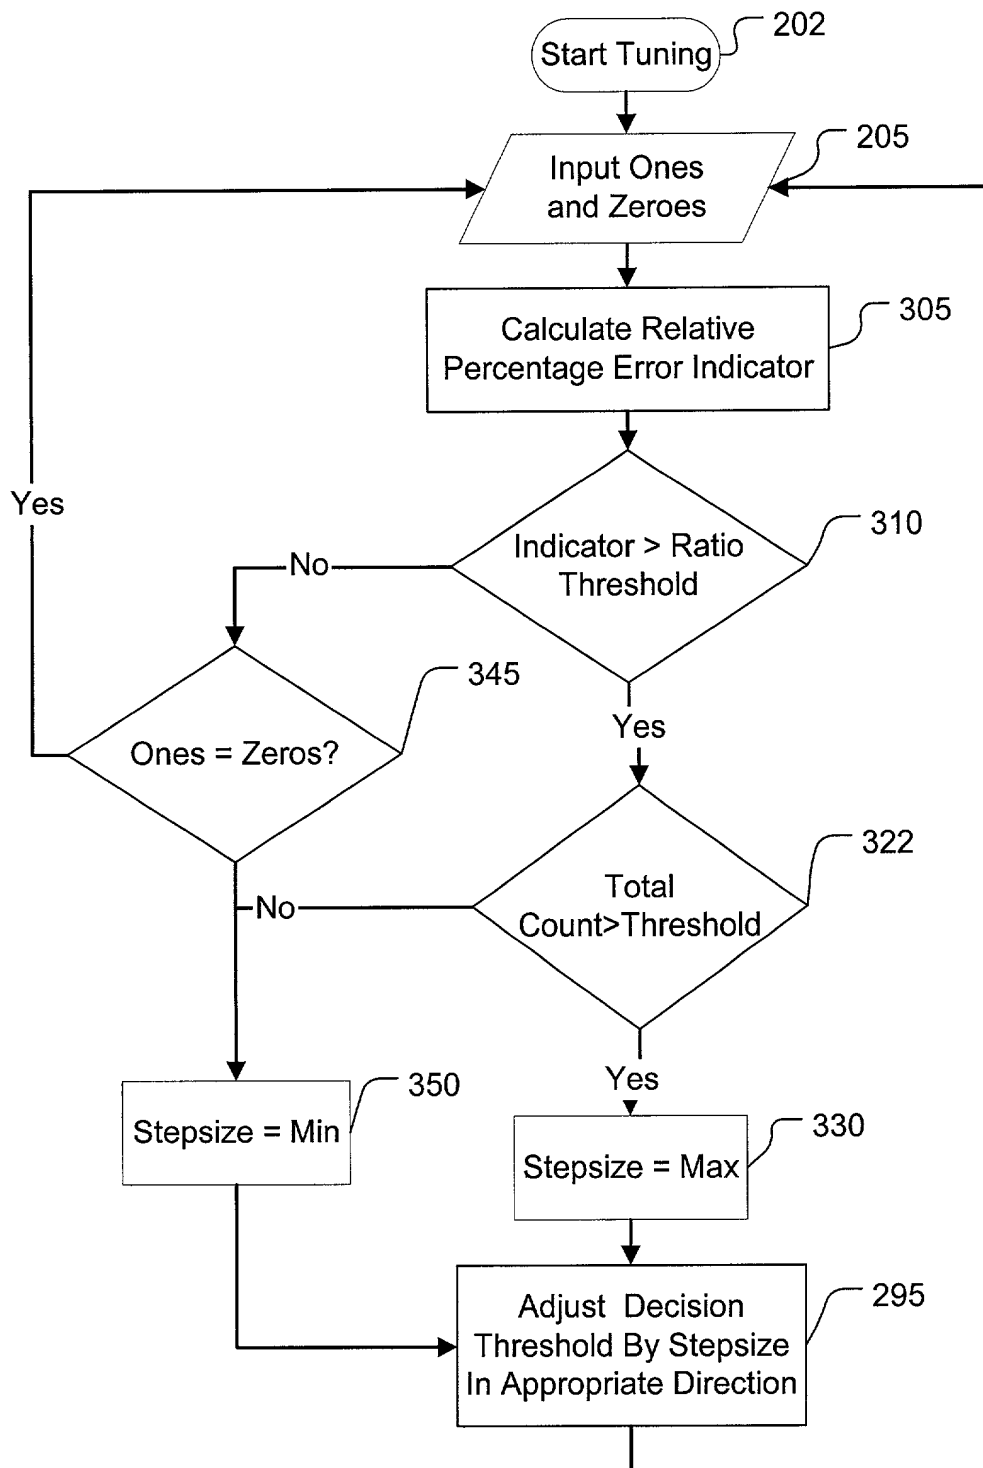 202
Start Tuning
205
Input Ones
and Zeroes
305
Calculate Relative
Percentage Error Indicator
Yes
310
Indicator > Ratio
Threshold
No
345
Yes
Ones = Zeros?
322
Total
Count>Threshold
No
Yes
350
Stepsize = Min
330
Stepsize = Max
295
Adjust Decision
Threshold By Stepsize
In Appropriate Direction